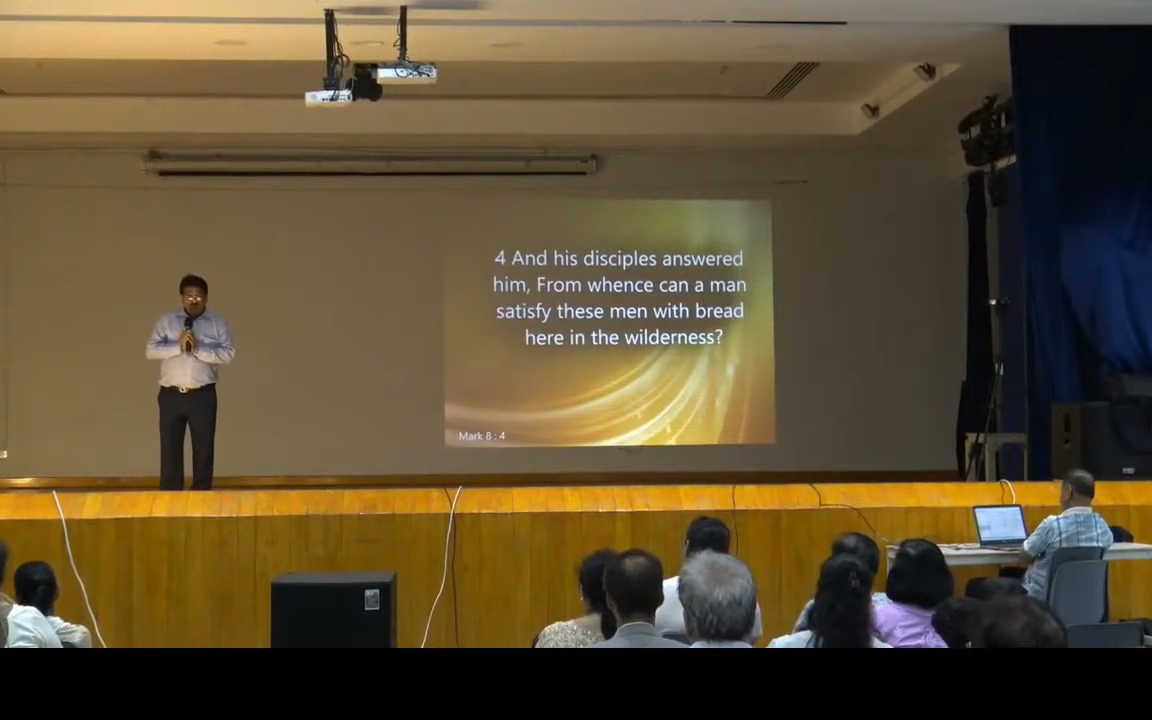 4 And his disciples answered
him, From whence can a man
satisfy these men with bread
here in the wilderness?
Mark 8 : 4